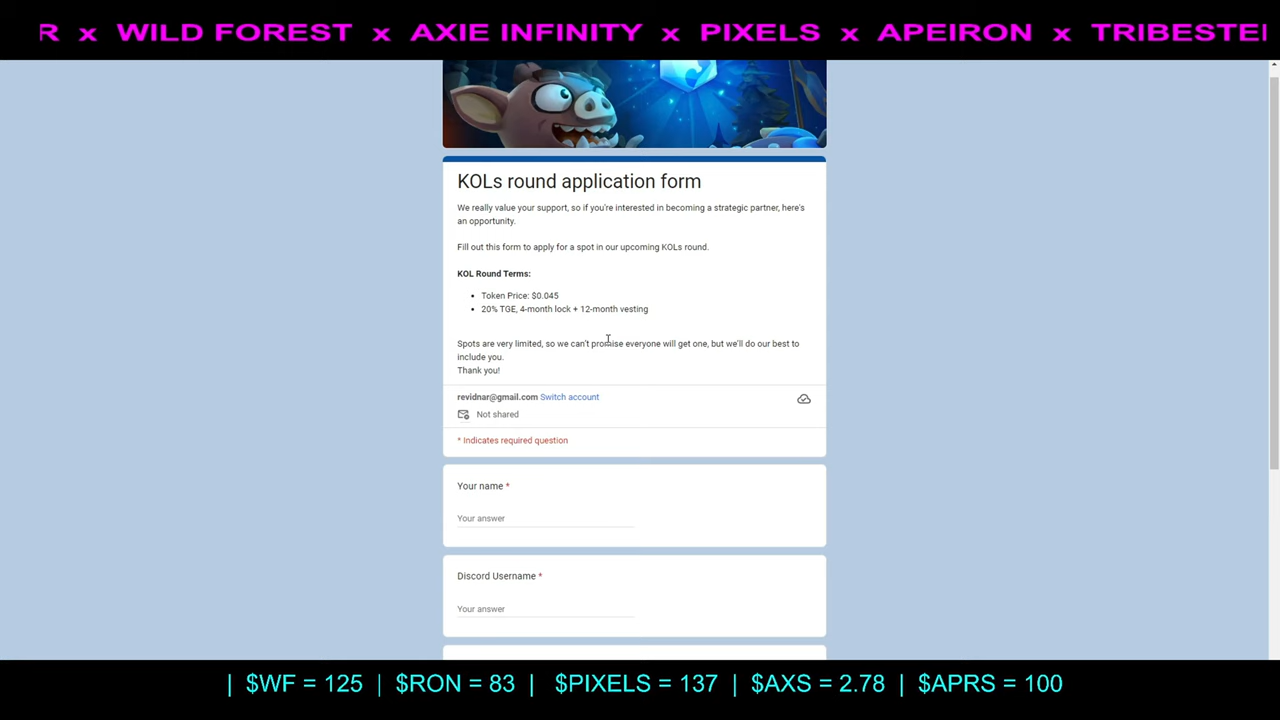 R x WILD FOREST x AXIE INFINITY x PIXELS x APEIRON x TRIBESTE
KOLs round application form
We really value your support, so if you're interested in becoming a strategic partner, here's
an opportunity.
Fill out this form to apply for a spot in our upcoming KOLs round.
KOL Round Terms:
• Token Price: $0.045
• 20% TGE, 4-month lock + 12-month vesting
Spots are very limited, so we can't promise everyone will get one, but we'll do our best to
include you.
Thank you!
revidnar@gmail.com Switch account
Not shared
* Indicates required question
Your name *
Your answer
Discord Username *
Your answer
| $WF = 125 | $RON = 83 | $PIXELS = 137 | $AXS = 2.78 | $APRS = 100